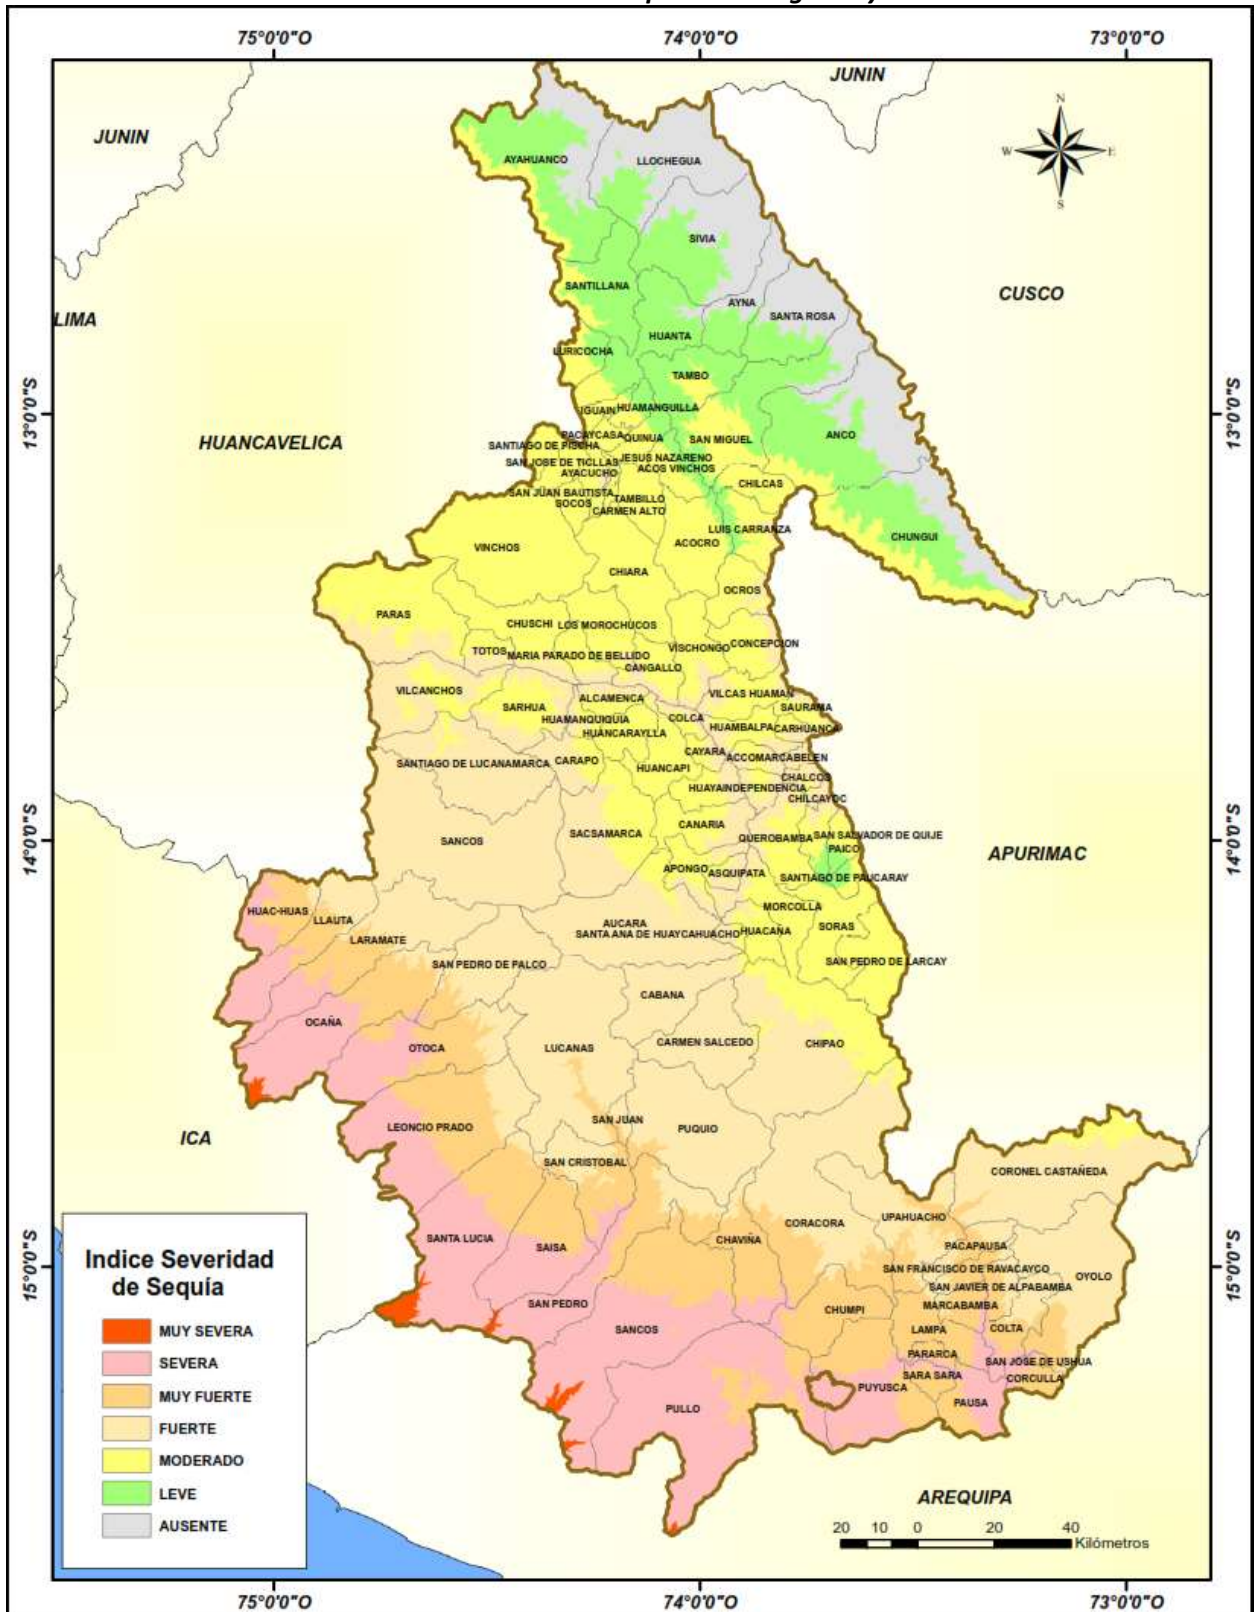 75°0'0"O
74°0'0"O
73°0'0"O
JUNIN
JUNIN
N
W
E
S
AYAHUANCO
LLOCHEGUA
SIVIA
SANTILLANA
CUSCO
AYNA
SANTA ROSA
LIMA
HUANTA
LURICOCHA
TAMBO
13°0'0"S
13°0'0"S
IGUAIN
HUAMANGUILLA
HUANCAVELICA
PACAYCASA
QUINUA
SAN MIGUEL
ANCO
SANTIAGO DE PISCHA
SAN JOSE DE TICLLAS
JESUS NAZARENO
AYACUCHO
ACOS VINCHOS
CHILCAS
SAN JUAN BAUTISTA
TAMBILLO
SOCOS
CARMEN ALTO
LUIS CARRANZA
CHUNGUI
VINCHOS
ACOCRO
CHIARA
OCROS
PARAS
CHUSCHI
LOS MOROCHUCOS
TOTOS
MARIA PARADO DE BELLIDO
VISCHONGO
CONCEPCION
CANGALLO
VILCANCHOS
ALCAMENCA
VILCAS HUAMAN
SARHUA
SAURAMA
HUAMANQUIQUIA
COLCA
HUANCARAYLLA
HUAMBALPA
CARHUANCA
CAYARA
ACCOMARCA
BELEN
SANTIAGO DE LUCANAMARCA
CARAPO
HUANCAPI
CHALCOS
HUAYA
INDEPENDENCIA
CHILCAYOC
14°0'0"S
14°0'0"S
SANCOS
SACSAMARCA
CANARIA
QUEROBAMBA
SAN SALVADOR DE QUIJE
PAICO
APURIMAC
APONGO
ASQUIPATA
SANTIAGO DE PAUCARAY
HUAC-HUAS
LLAUTA
MORCOLLA
LARAMATE
AUCARA
SANTA ANA DE HUAYCAHUACHO
HUACAÑA
SORAS
SAN PEDRO DE PALCO
SAN PEDRO DE LARCAY
CABANA
OCAÑA
OTOCA
LUCANAS
CARMEN SALCEDO
CHIPAO
ICA
LEONCIO PRADO
SAN JUAN
PUQUIO
SAN CRISTOBAL
CORONEL CASTAÑEDA
CORACORA
UPAHUACHO
SANTA LUCIA
SAISA
CHAVIÑA
PACAPAUSA
15°0'0"S
15°0'0"S
SAN FRANCISCO DE RAVACAYCO
OYOLO
SAN JAVIER DE ALPABAMBA
SAN PEDRO
CHUMPI
MARCABAMBA
SANCOS
LAMPA
COLTA
PARARCA
SAN JOSE DE USHUA
SARA SARA
CORCULLA
PUYUSCA
PULLO
PAUSA
Indice Severidad
de Sequía
MUY SEVERA
SEVERA
MUY FUERTE
FUERTE
MODERADO
LEVE
AUSENTE
AREQUIPA
20 10 0 20 40
Kilómetros
75°0'0"O
74°0'0"O
73°0'0"O